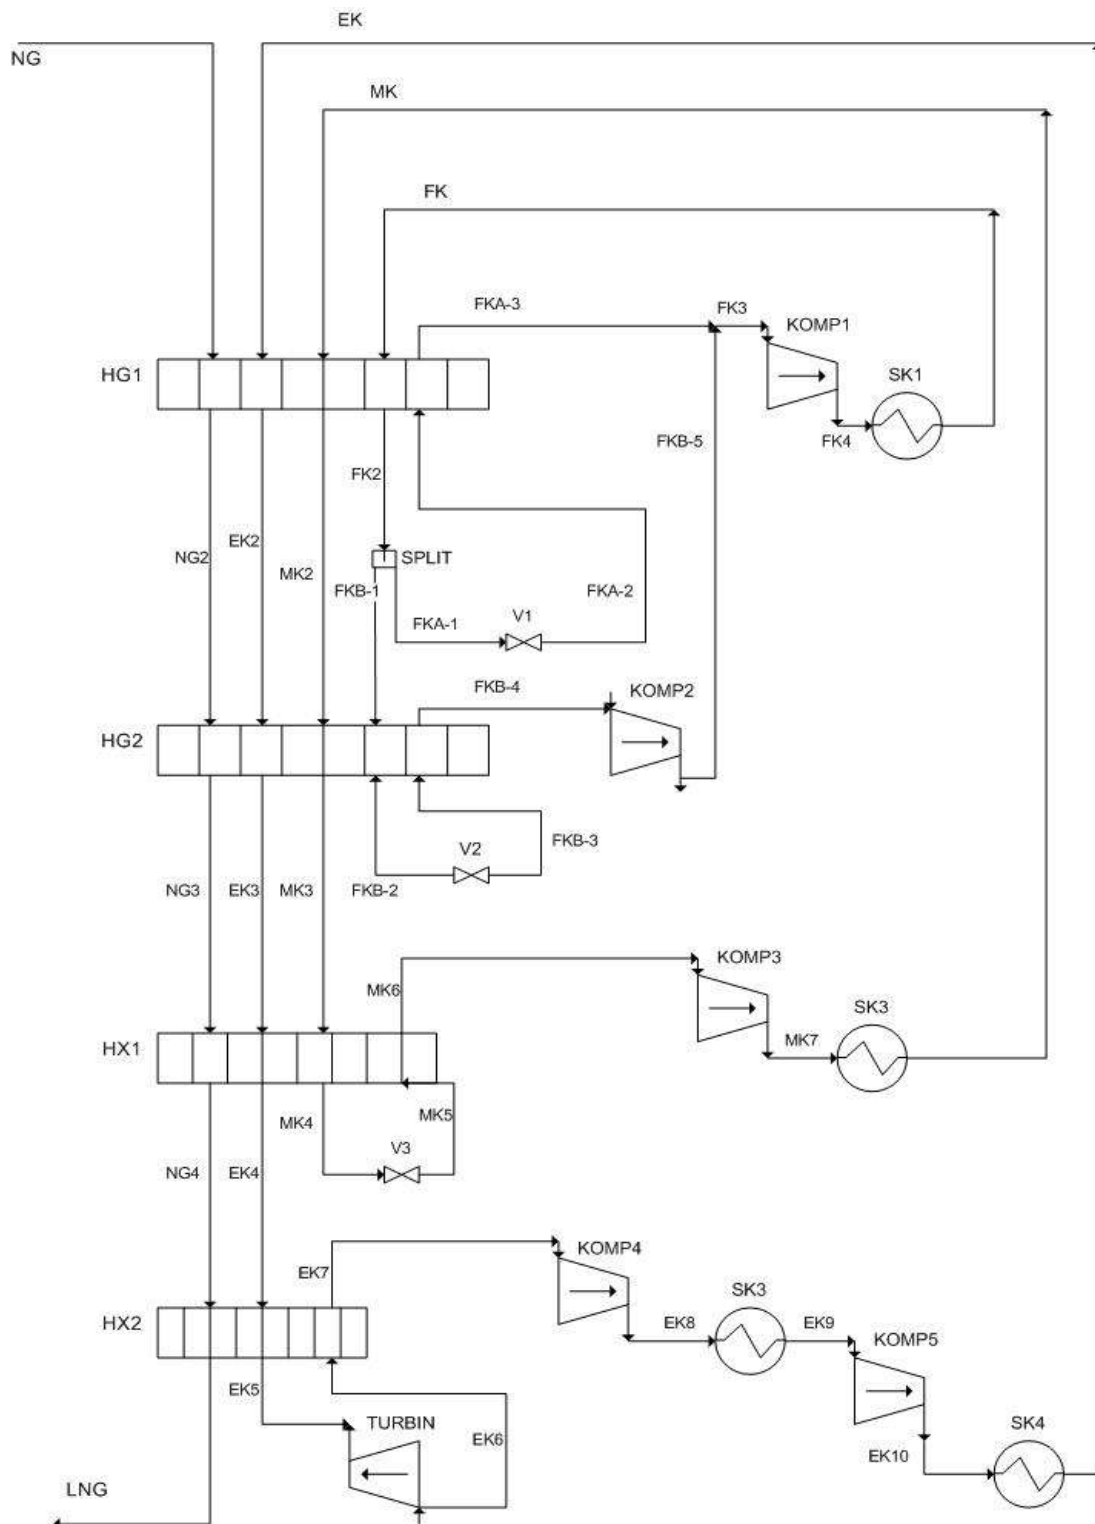 EK
NG
MK
FK
FKA-3
FK3
KOMP1
HG1
SK1
FKB-5
FK4
FK2
EK2
NG2
SPLIT
MK2
FKB-1
FKA-2
V1
FKA-1
FKB-4
KOMP2
HG2
FKB-3
V2
NG3
EK3
MK3
FKB-2
KOMP3
MK6
SK3
HX1
MK7
MK5
MK4
V3
NG4
EK4
KOMP4
EK7
SK3
HX2
EK8
EK9
KOMP5
EK5
TURBIN
SK4
EK6
EK10
LNG